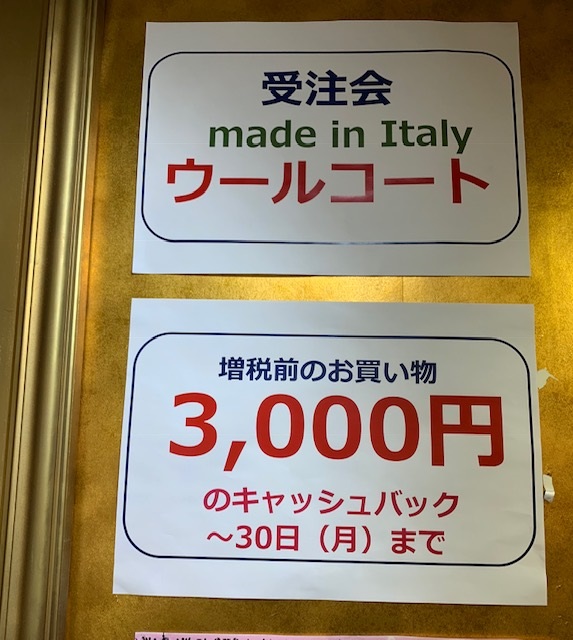 受注会
made in Italy
ウールコート
増税前のお買い物
3,000円
のキャッシュバック
～30日（月）まで